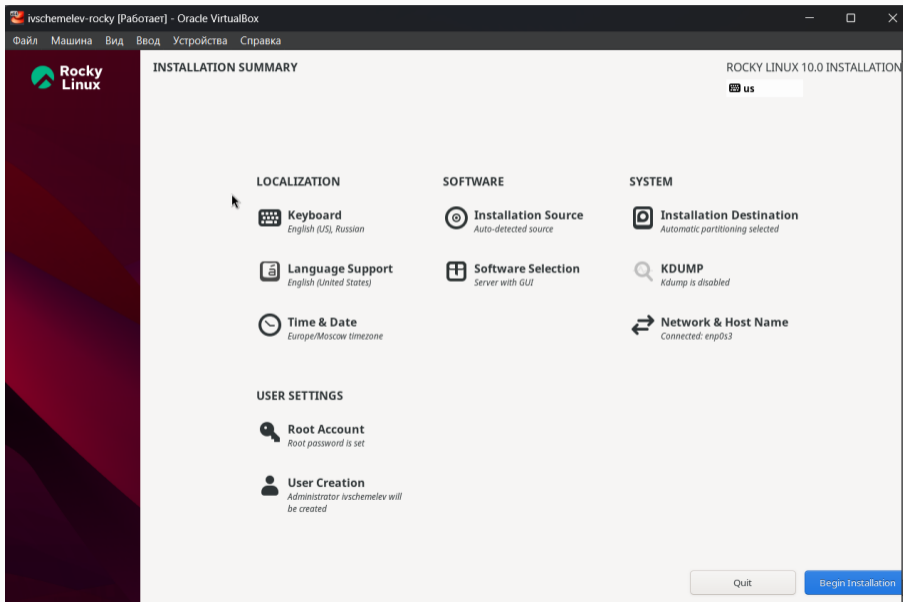 ivschemelev-rocky [Работает] - Oracle VirtualBox
Файл Машина Вид Ввод Устройства Справка
Rocky
Linux
INSTALLATION SUMMARY
ROCKY LINUX 10.0 INSTALLATION
us
LOCALIZATION
Keyboard
English (US), Russian
Language Support
English (United States)
Time & Date
Europe/Moscow timezone
SOFTWARE
Installation Source
Auto-detected source
Software Selection
Server with GUI
SYSTEM
Installation Destination
Automatic partitioning selected
KDUMP
Kdump is disabled
Network & Host Name
Connected: enp0s3
USER SETTINGS
Root Account
Root password is set
User Creation
Administrator ivschemelev will
be created
Quit
Begin Installation